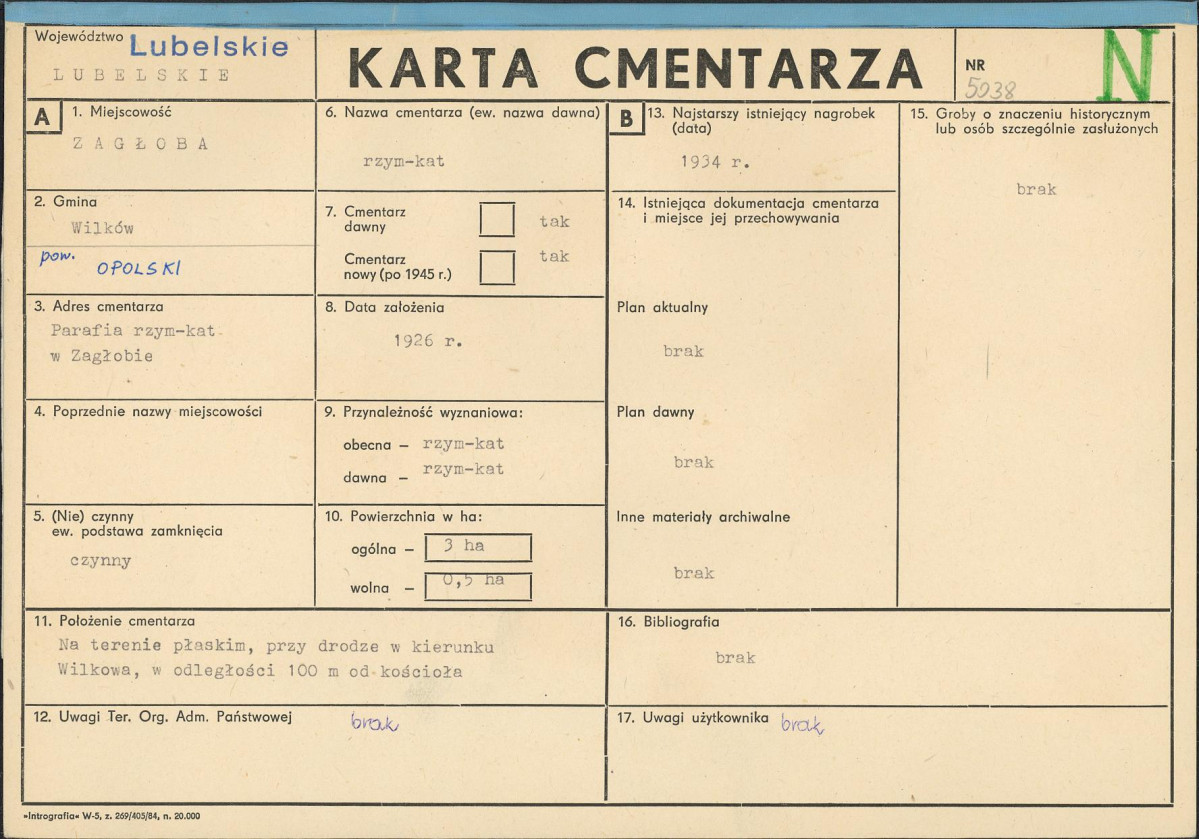 Województwo Lubelskie
LUBELSKIE
KARTA CMENTARZA
NR
5038
N
A
1. Miejscowość
ZAGŁOBA
2. Gmina
Wilków
pow. OPOLSKI
3. Adres cmentarza
Parafia rzym-kat
w Zagłobie
4. Poprzednie nazwy miejscowości
5. (Nie) czynny
ew. podstawa zamknięcia
czynny
6. Nazwa cmentarza (ew. nazwa dawna)
rzym-kat
7. Cmentarz
dawny
tak
Cmentarz
nowy (po 1945 r.)
tak
8. Data założenia
1926 r.
9. Przynależność wyznaniowa:
obecna – rzym-kat
dawna – rzym-kat
10. Powierzchnia w ha:
ogólna – 3 ha
wolna – 0,5 ha
11. Położenie cmentarza
Na terenie płaskim, przy drodze w kierunku
Wilkowa, w odległości 100 m od kościoła
12. Uwagi Ter. Org. Adm. Państwowej brak
B
13. Najstarszy istniejący nagrobek
(data)
1934 r.
14. Istniejąca dokumentacja cmentarza
i miejsce jej przechowywania
Plan aktualny
brak
Plan dawny
brak
Inne materiały archiwalne
brak
15. Groby o znaczeniu historycznym
lub osób szczególnie zasłużonych
brak
16. Bibliografia
brak
17. Uwagi użytkownika brak
»Intrografia« W-5, z. 269/405/84, n. 20.000